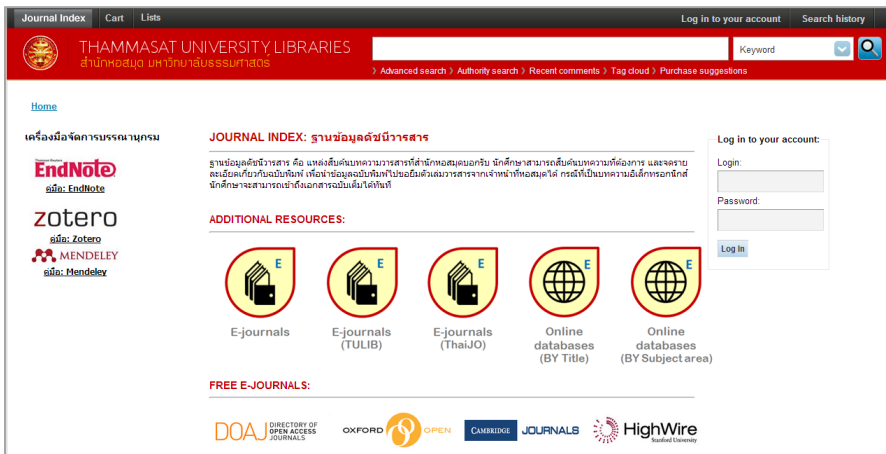 Journal Index Cart Lists Log in to your account Search history
THAMMASAT UNIVERSITY LIBRARIES
สำนักหอสมุด มหาวิทยาลัยธรรมศาสตร์
Keyword
Advanced search Authority search Recent comments Tag cloud Purchase suggestions
Home
เครื่องมือจัดการบรรณานุกรม
EndNote
คู่มือ: EndNote
zotero
คู่มือ: Zotero
MENDELEY
คู่มือ: Mendeley
JOURNAL INDEX: ฐานข้อมูลดัชนีวารสาร
ฐานข้อมูลดัชนีวารสาร คือ แหล่งสืบค้นบทความวารสารที่สำนักหอสมุดบอกรับ นักศึกษาสามารถสืบค้นบทความที่ต้องการ และจดราย
ละเอียดเกี่ยวกับฉบับพิมพ์ เพื่อนำข้อมูลฉบับพิมพ์ไปขอยืมตัวเล่มวารสารจากเจ้าหน้าที่หอสมุดได้ กรณีที่เป็นบทความอิเล็กทรอกนิกส์
นักศึกษาจะสามารถเข้าถึงเอกสารฉบับเต็มได้ทันที
ADDITIONAL RESOURCES:
E E E E E
E-journals
E-journals
(TULIB)
E-journals
(ThaiJO)
Online
databases
(BY Title)
Online
databases
(BY Subject area)
FREE E-JOURNALS:
DOAJ DIRECTORY OF
OPEN ACCESS
JOURNALS
OXFORD OPEN
CAMBRIDGE JOURNALS
HighWire
Stanford University
Log in to your account:
Login:
Password:
Log In